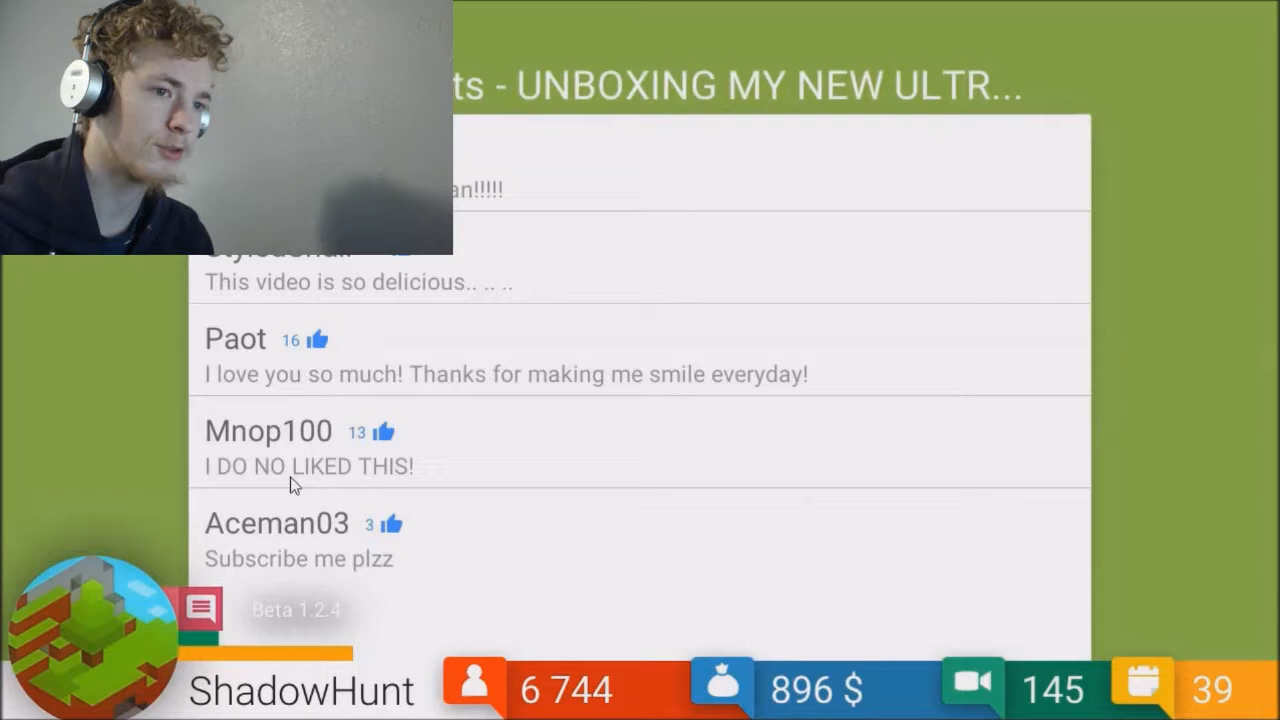 ts - UNBOXING MY NEW ULTR...
an!!!!!
This video is so delicious.. .. ..
Paot 16
I love you so much! Thanks for making me smile everyday!
Mnop100 13
I DO NO LIKED THIS!
Aceman03 3
Subscribe me plzz
Beta 1.2.4
ShadowHunt 6 744 896 $ 145 39